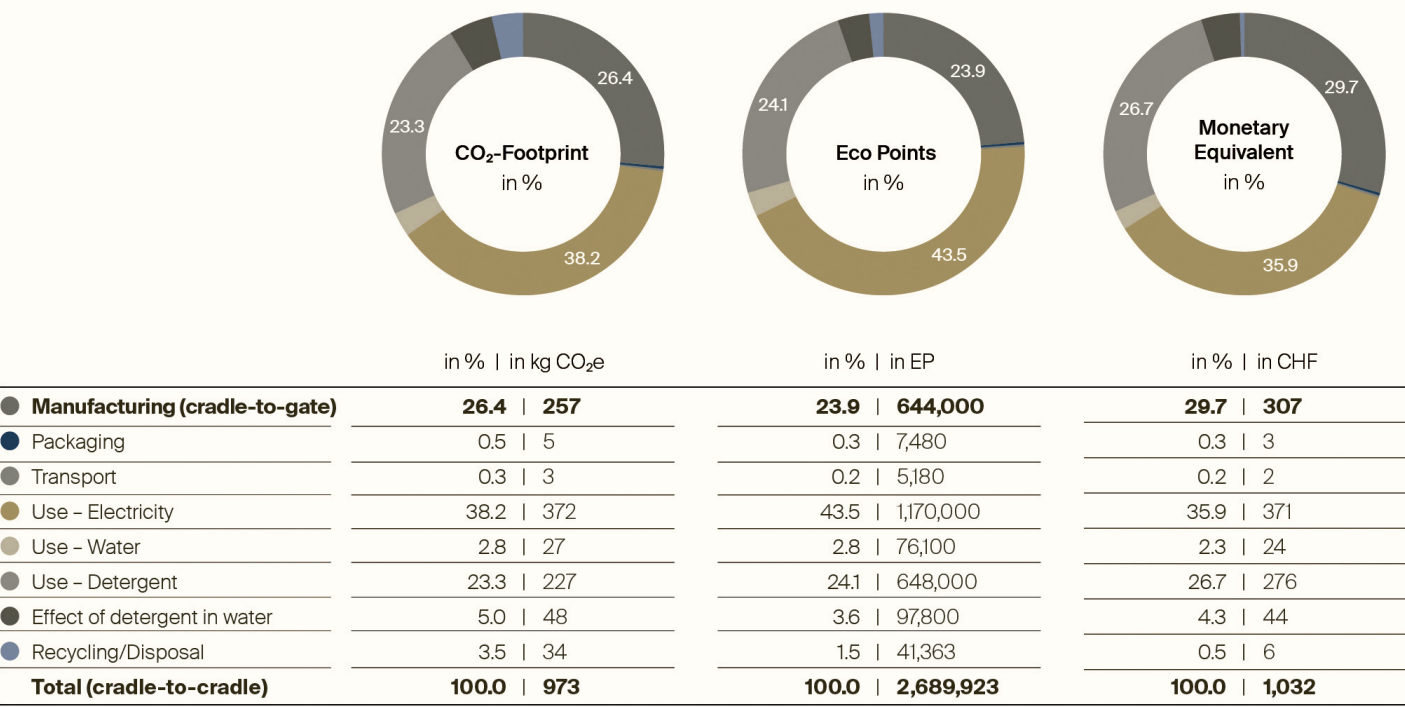 26.4
23.3
38.2
CO₂-Footprint
in %
23.9
24.1
43.5
Eco Points
in %
29.7
26.7
35.9
Monetary
Equivalent
in %
in % | in kg CO₂e in % | in EP in % | in CHF
Manufacturing (cradle-to-gate) 26.4 | 257 23.9 | 644,000 29.7 | 307
Packaging 0.5 | 5 0.3 | 7,480 0.3 | 3
Transport 0.3 | 3 0.2 | 5,180 0.2 | 2
Use – Electricity 38.2 | 372 43.5 | 1,170,000 35.9 | 371
Use – Water 2.8 | 27 2.8 | 76,100 2.3 | 24
Use – Detergent 23.3 | 227 24.1 | 648,000 26.7 | 276
Effect of detergent in water 5.0 | 48 3.6 | 97,800 4.3 | 44
Recycling/Disposal 3.5 | 34 1.5 | 41,363 0.5 | 6
Total (cradle-to-cradle) 100.0 | 973 100.0 | 2,689,923 100.0 | 1,032